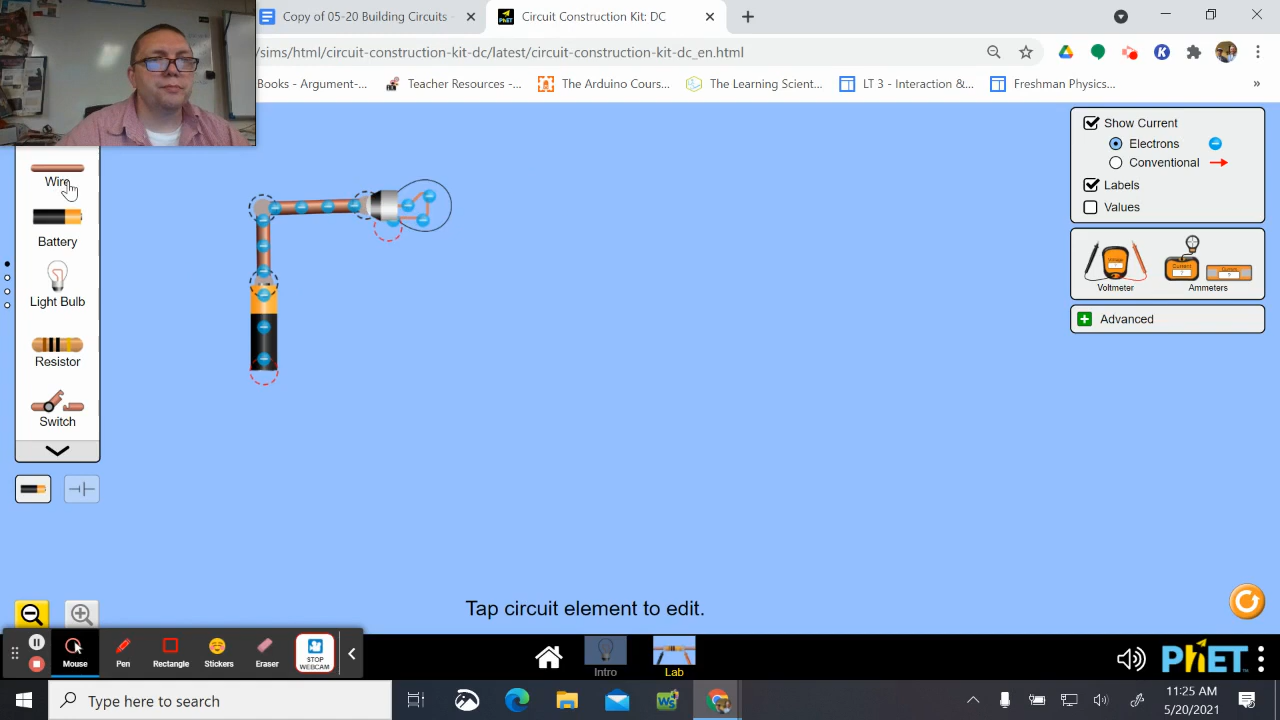 Copy of 05-20 Building Circuits -
Circuit Construction Kit: DC
/sims/html/circuit-construction-kit-dc/latest/circuit-construction-kit-dc_en.html
Books - Argument-...
Teacher Resources -...
The Arduino Cours...
The Learning Scient...
LT 3 - Interaction &...
Freshman Physics...
»
Wire
Battery
Light Bulb
Resistor
Switch
Show Current
Electrons
Conventional
Labels
Values
Voltmeter
Ammeters
Advanced
Tap circuit element to edit.
Mouse
Pen
Rectangle
Stickers
Eraser
STOP
WEBCAM
Intro
Lab
PhET
Type here to search
11:25 AM
5/20/2021